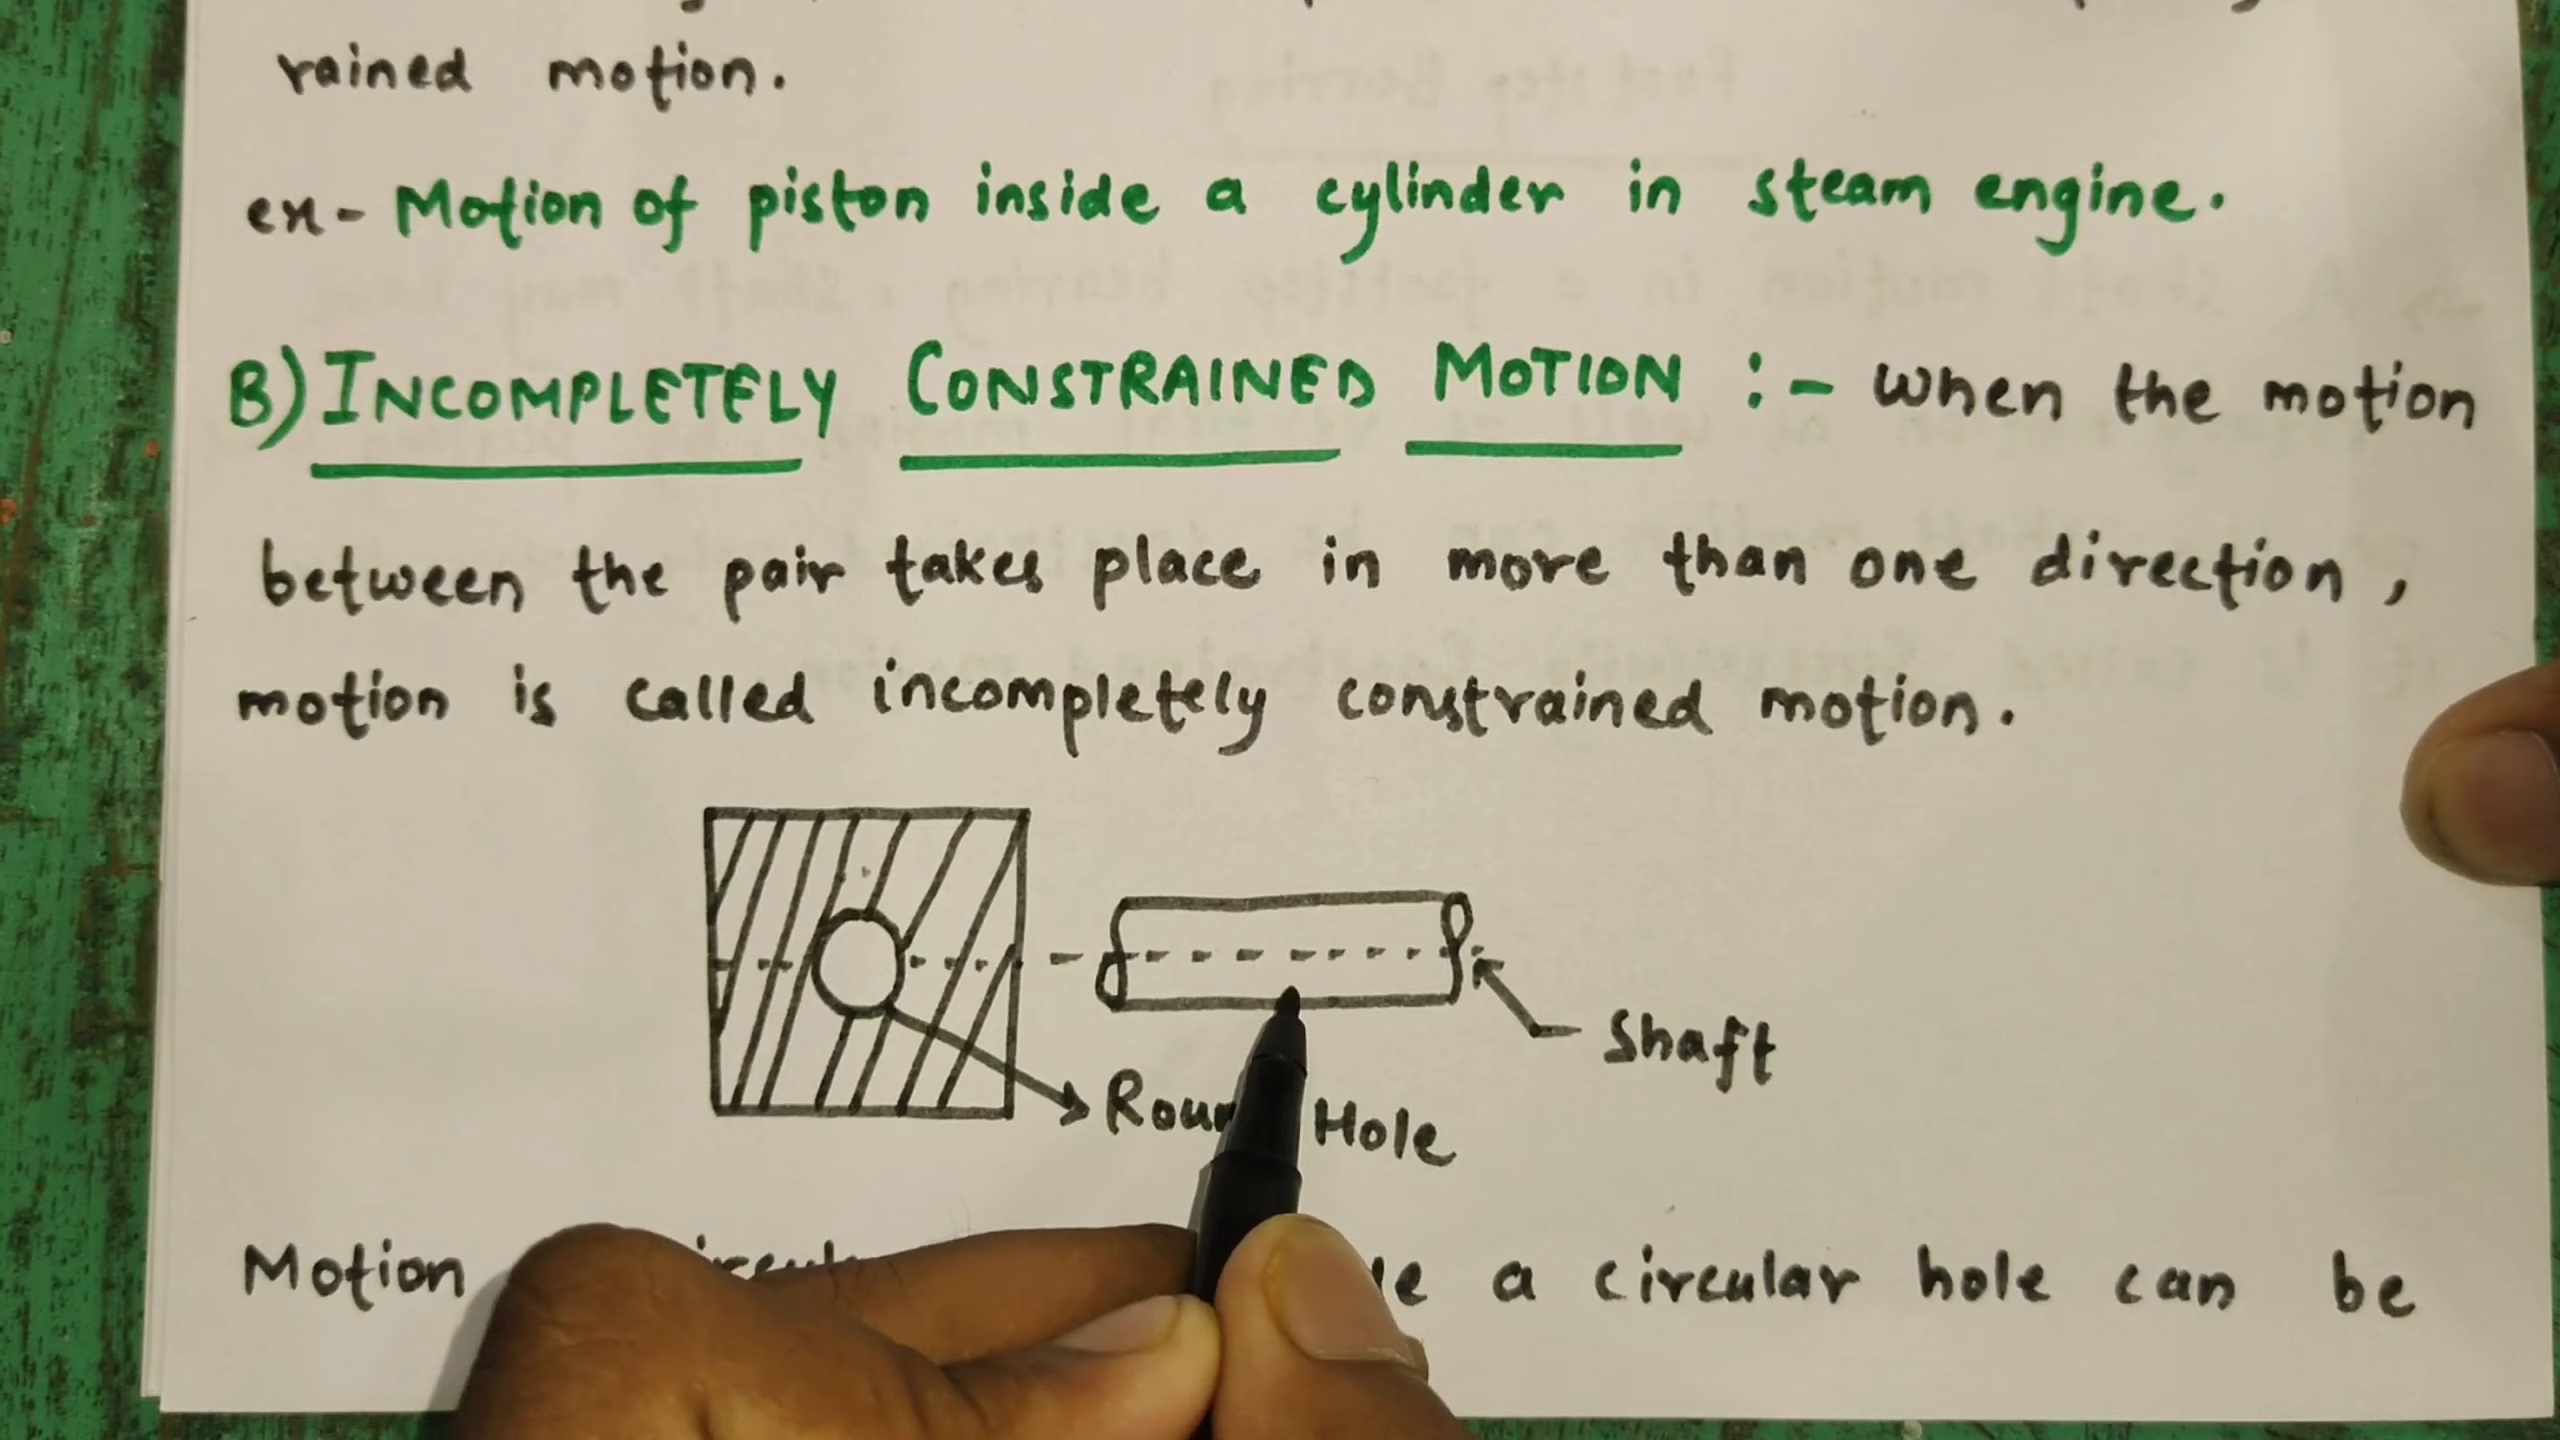 rained motion.
ex- Motion of piston inside a cylinder in steam engine.
B) INCOMPLETELY CONSTRAINED MOTION :- When the motion
between the pair takes place in more than one direction,
motion is called incompletely constrained motion.
Shaft
Hole
Motion a circular hole can be